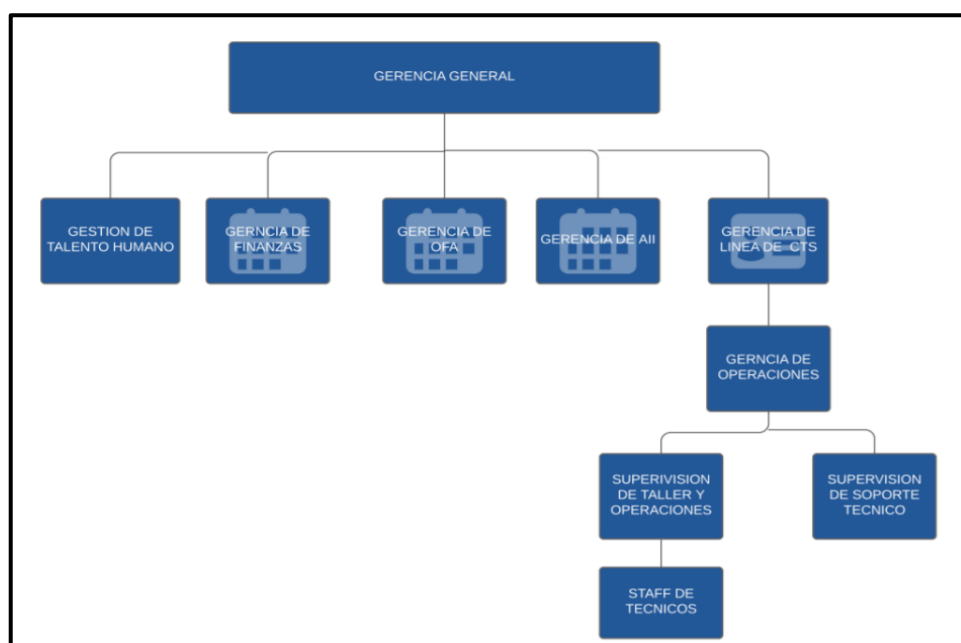 GERENCIA GENERAL
GESTION DE
TALENTO HUMANO
GERNCIA DE
FINANZAS
GERENCIA DE
OFA
GERENCIA DE AII
GERENCIA DE
LINEA DE CTS
GERNCIA DE
OPERACIONES
SUPERIVISION
DE TALLER Y
OPERACIONES
SUPERVISION
DE SOPORTE
TECNICO
STAFF DE
TECNICOS